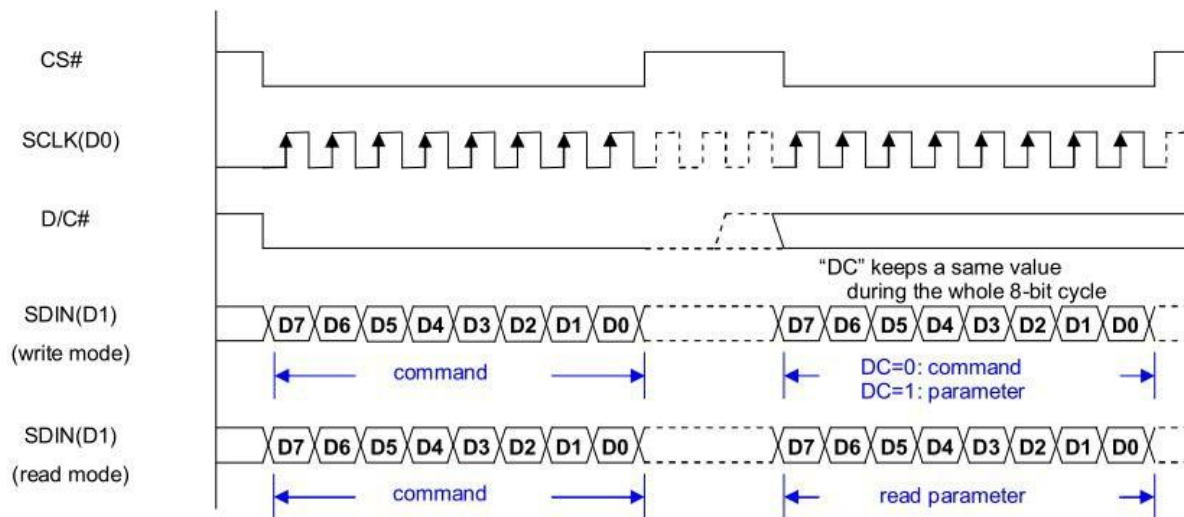 CS#
SCLK(D0)
D/C#
“DC” keeps a same value
during the whole 8-bit cycle
SDIN(D1)
(write mode)
D7 D6 D5 D4 D3 D2 D1 D0 D7 D6 D5 D4 D3 D2 D1 D0
command
DC=0: command
DC=1: parameter
SDIN(D1)
(read mode)
D7 D6 D5 D4 D3 D2 D1 D0 D7 D6 D5 D4 D3 D2 D1 D0
command read parameter